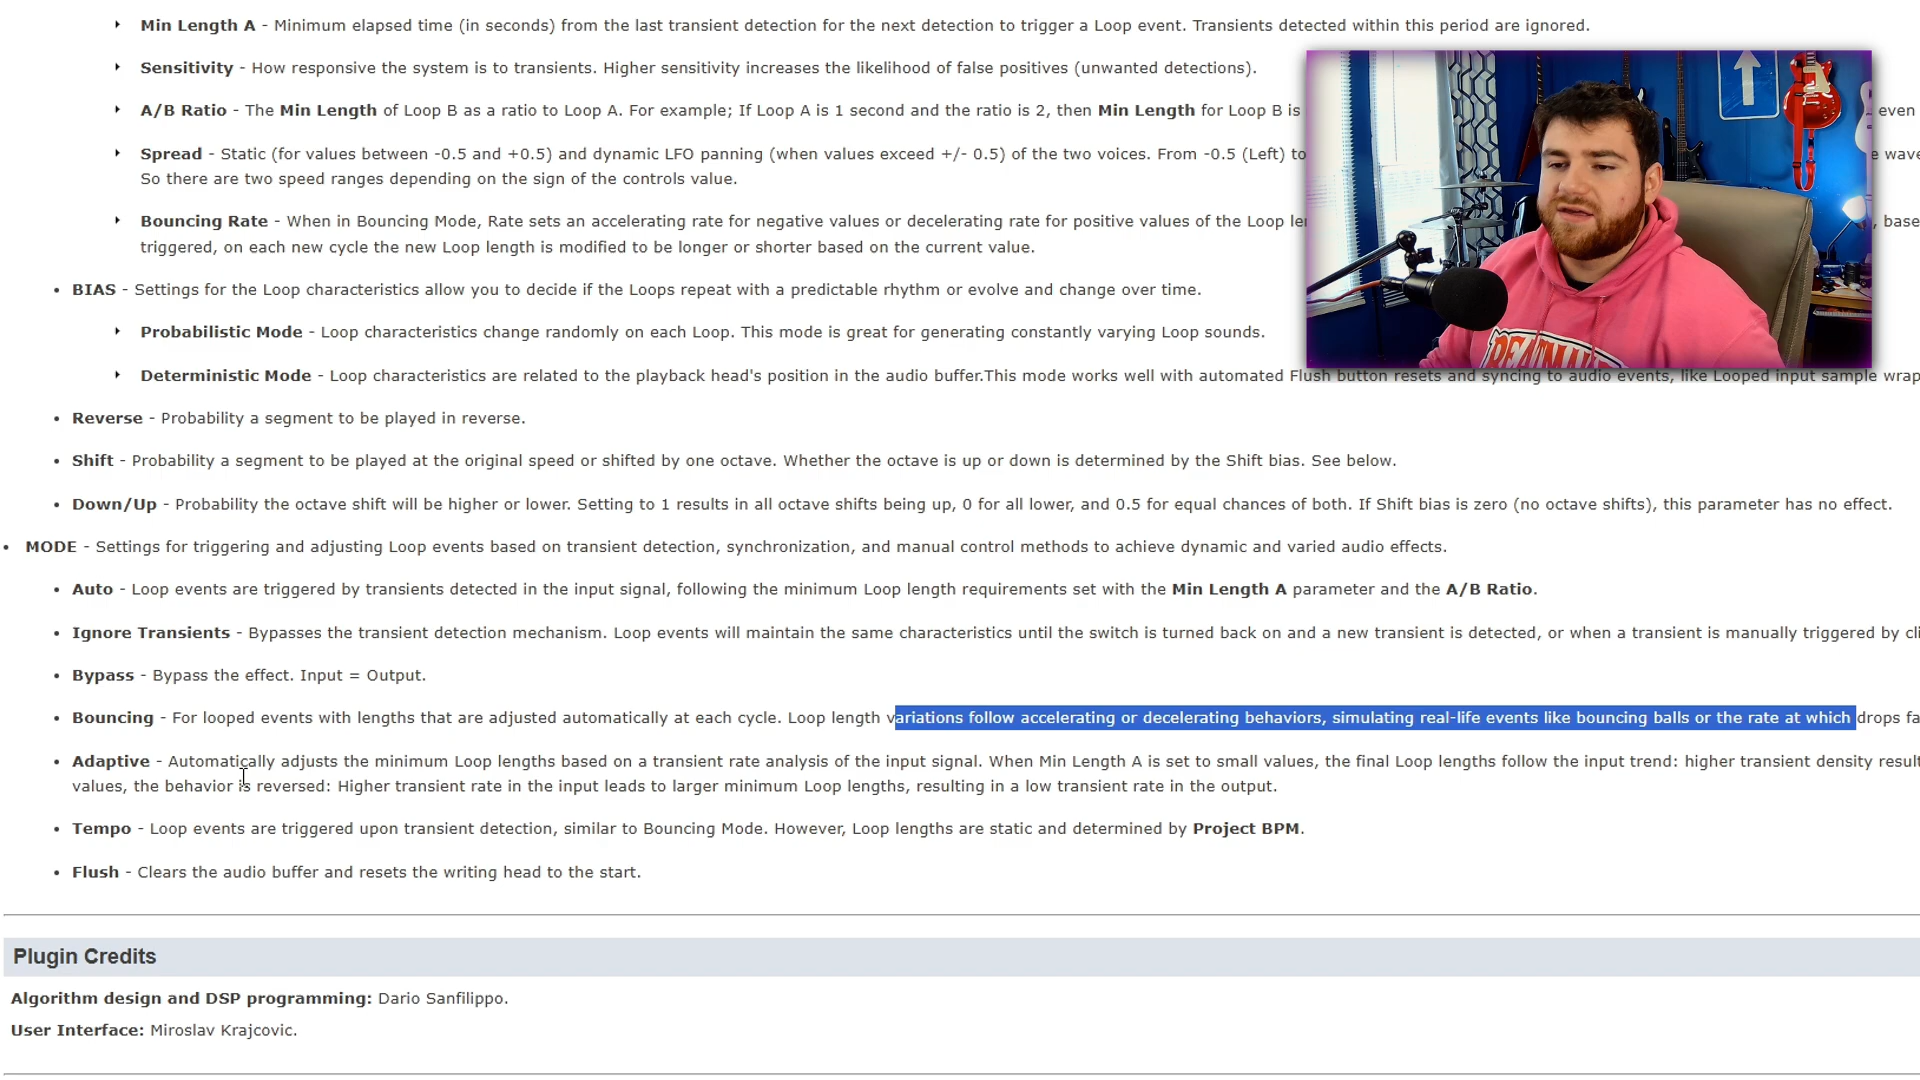 Min Length A - Minimum elapsed time (in seconds) from the last transient detection for the next detection to trigger a Loop event. Transients detected within this period are ignored.
Sensitivity - How responsive the system is to transients. Higher sensitivity increases the likelihood of false positives (unwanted detections).
A/B Ratio - The Min Length of Loop B as a ratio to Loop A. For example; If Loop A is 1 second and the ratio is 2, then Min Length for Loop B is even
Spread - Static (for values between -0.5 and +0.5) and dynamic LFO panning (when values exceed +/- 0.5) of the two voices. From -0.5 (Left) to
So there are two speed ranges depending on the sign of the controls value.
Bouncing Rate - When in Bouncing Mode, Rate sets an accelerating rate for negative values or decelerating rate for positive values of the Loop
triggered, on each new cycle the new Loop length is modified to be longer or shorter based on the current value.
BIAS - Settings for the Loop characteristics allow you to decide if the Loops repeat with a predictable rhythm or evolve and change over time.
Probabilistic Mode - Loop characteristics change randomly on each Loop. This mode is great for generating constantly varying Loop sounds.
Deterministic Mode - Loop characteristics are related to the playback head's position in the audio buffer.This mode works well with automated Flush button resets and syncing to audio events, like Looped input sample wrap
Reverse - Probability a segment to be played in reverse.
Shift - Probability a segment to be played at the original speed or shifted by one octave. Whether the octave is up or down is determined by the Shift bias. See below.
Down/Up - Probability the octave shift will be higher or lower. Setting to 1 results in all octave shifts being up, 0 for all lower, and 0.5 for equal chances of both. If Shift bias is zero (no octave shifts), this parameter has no effect.
MODE - Settings for triggering and adjusting Loop events based on transient detection, synchronization, and manual control methods to achieve dynamic and varied audio effects.
Auto - Loop events are triggered by transients detected in the input signal, following the minimum Loop length requirements set with the Min Length A parameter and the A/B Ratio.
Ignore Transients - Bypasses the transient detection mechanism. Loop events will maintain the same characteristics until the switch is turned back on and a new transient is detected, or when a transient is manually triggered by cli
Bypass - Bypass the effect. Input = Output.
Bouncing - For looped events with lengths that are adjusted automatically at each cycle. Loop length variations follow accelerating or decelerating behaviors, simulating real-life events like bouncing balls or the rate at which drops fa
Adaptive - Automatically adjusts the minimum Loop lengths based on a transient rate analysis of the input signal. When Min Length A is set to small values, the final Loop lengths follow the input trend: higher transient density result
values, the behavior is reversed: Higher transient rate in the input leads to larger minimum Loop lengths, resulting in a low transient rate in the output.
Tempo - Loop events are triggered upon transient detection, similar to Bouncing Mode. However, Loop lengths are static and determined by Project BPM.
Flush - Clears the audio buffer and resets the writing head to the start.
Plugin Credits
Algorithm design and DSP programming: Dario Sanfilippo.
User Interface: Miroslav Krajcovic.